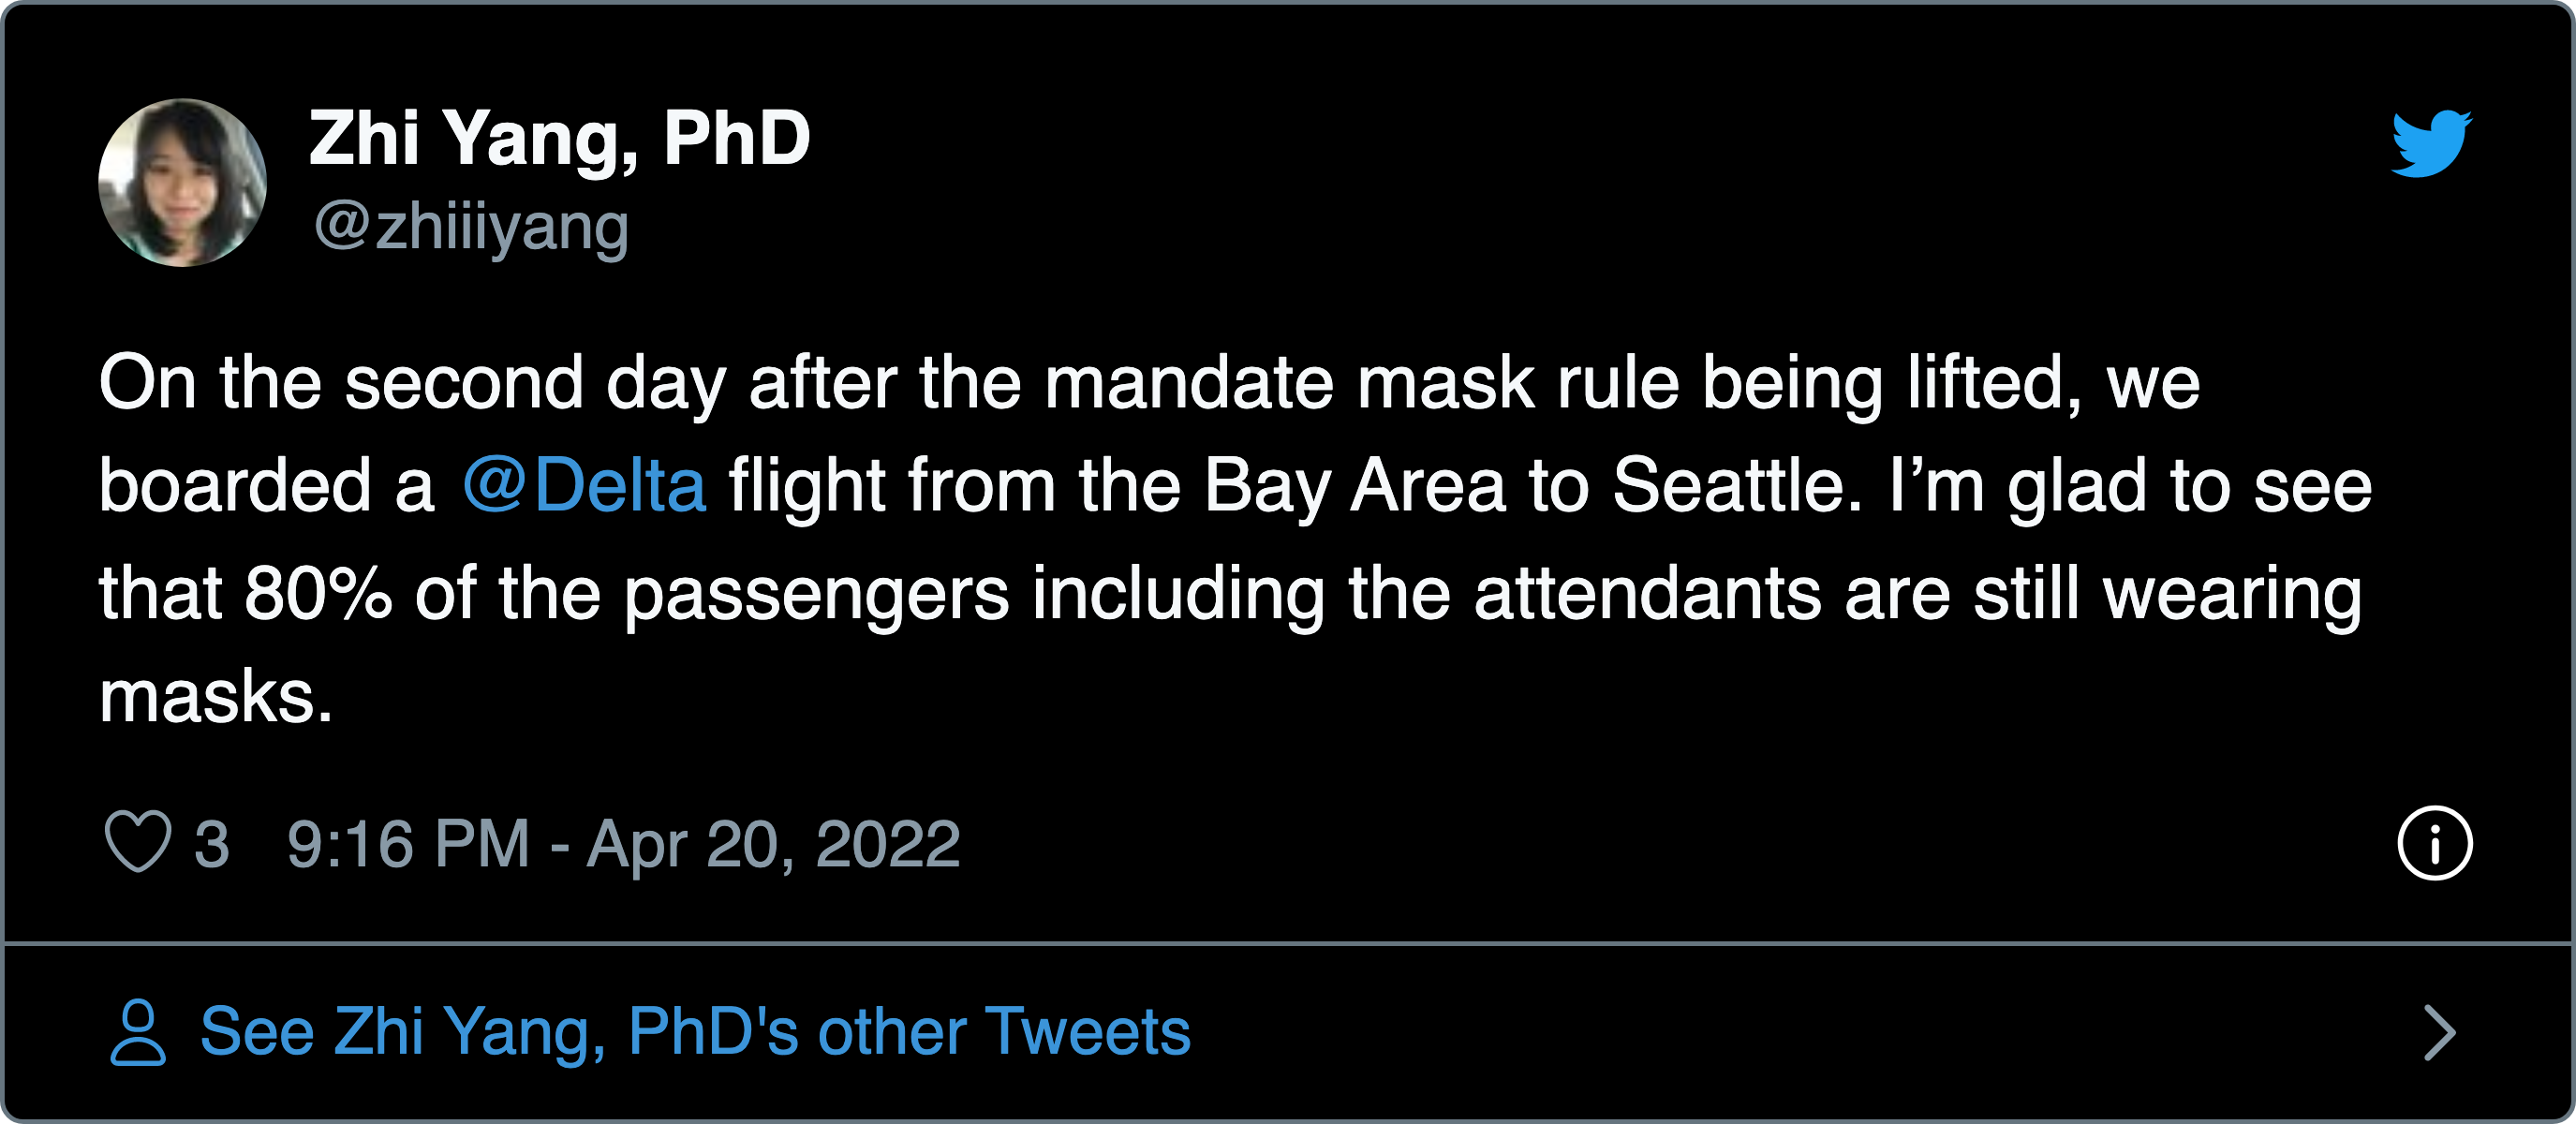 Zhi Yang, PhD
@zhiiiyang
On the second day after the mandate mask rule being lifted, we
boarded a @Delta flight from the Bay Area to Seattle. I’m glad to see
that 80% of the passengers including the attendants are still wearing
masks.
3 9:16 PM - Apr 20, 2022
See Zhi Yang, PhD's other Tweets